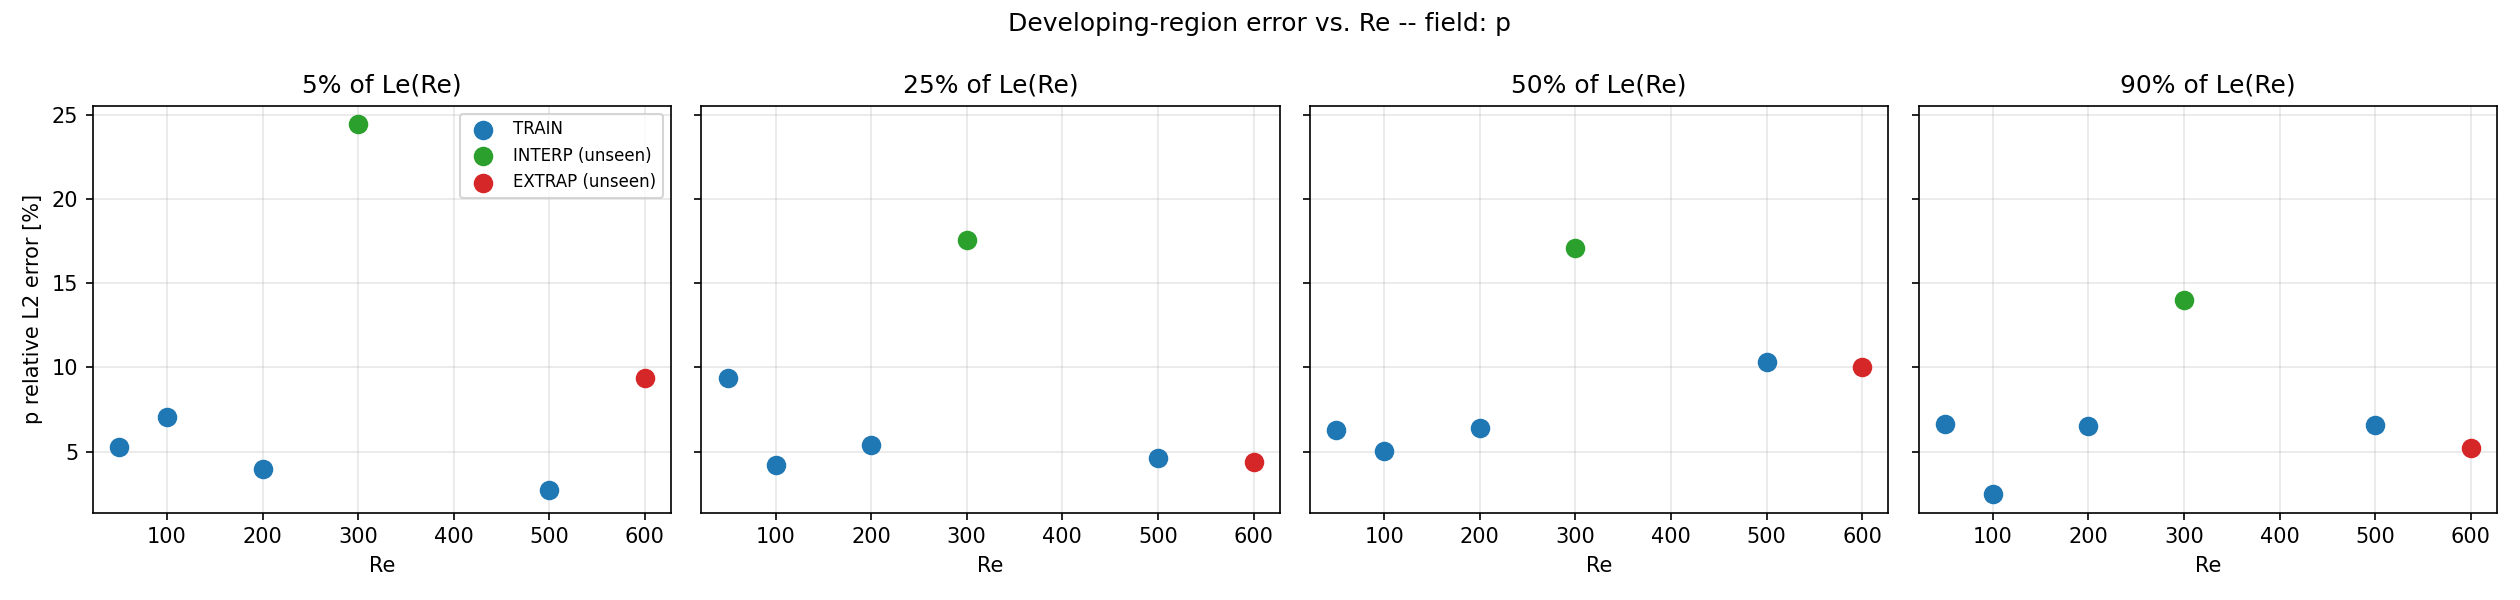 Developing-region error vs. Re -- field: p
5% of Le(Re)
25% of Le(Re)
50% of Le(Re)
90% of Le(Re)
p relative L2 error [%]
25
20
15
10
5
TRAIN
INTERP (unseen)
EXTRAP (unseen)
100 200 300 400 500 600
100 200 300 400 500 600
100 200 300 400 500 600
100 200 300 400 500 600
Re
Re
Re
Re